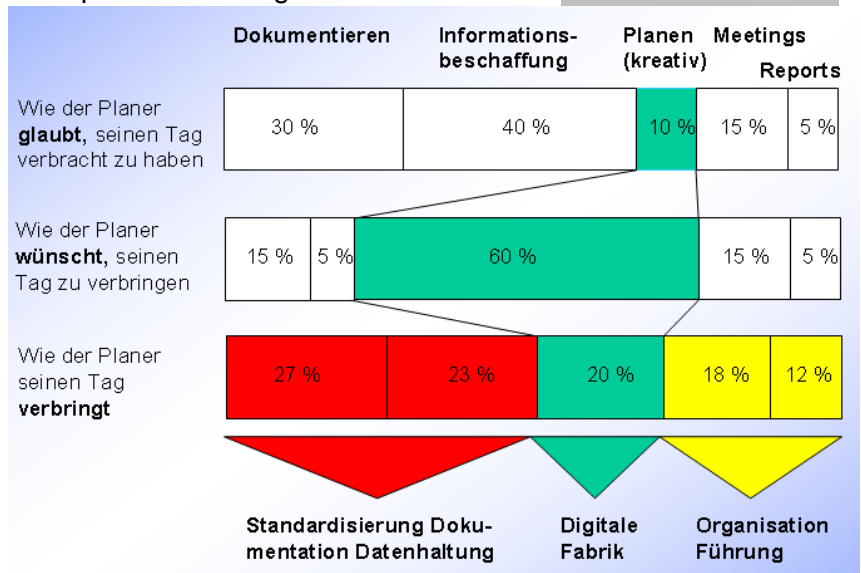 Dokumentieren Informations- Planen Meetings
beschaffung (kreativ) Reports
Wie der Planer
glaubt, seinen Tag
verbracht zu haben
30 % 40 % 10 % 15 % 5 %
Wie der Planer
wünscht, seinen
Tag zu verbringen
15 % 5 % 60 % 15 % 5 %
Wie der Planer
seinen Tag
verbringt
27 % 23 % 20 % 18 % 12 %
Standardisierung Doku- Digitale Organisation
mentation Datenhaltung Fabrik Führung